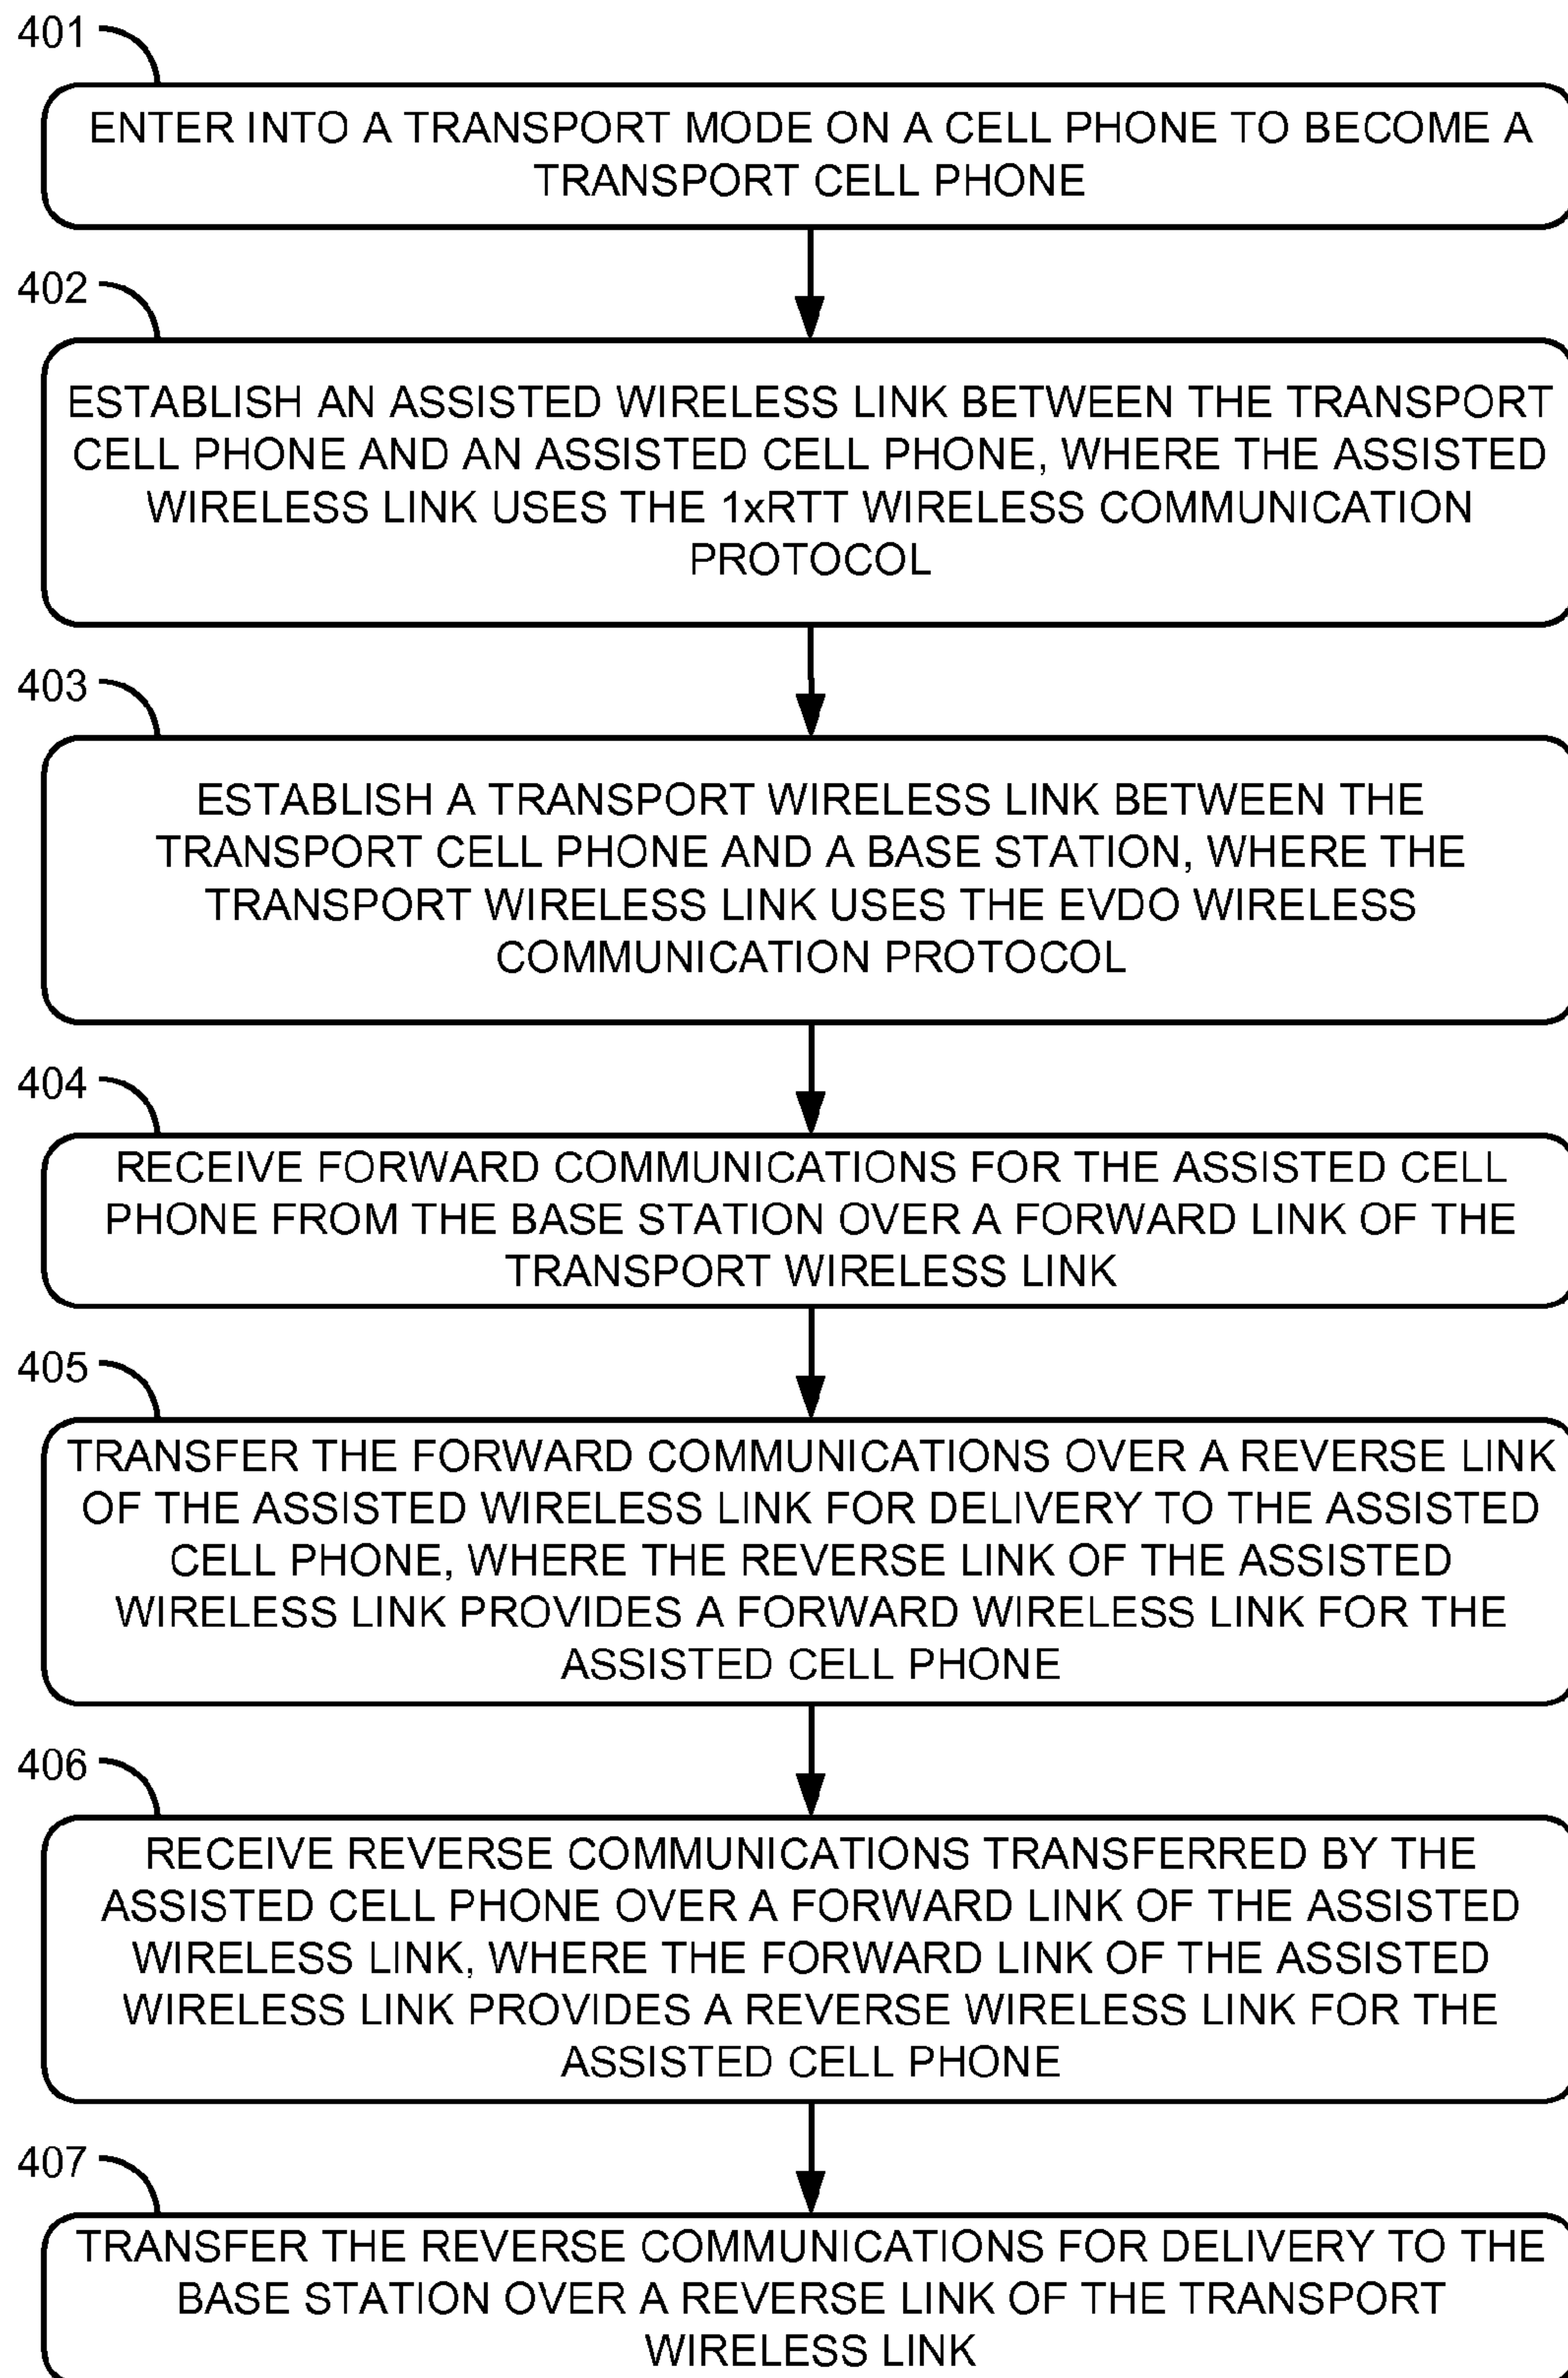 401
ENTER INTO A TRANSPORT MODE ON A CELL PHONE TO BECOME A
TRANSPORT CELL PHONE
402
ESTABLISH AN ASSISTED WIRELESS LINK BETWEEN THE TRANSPORT
CELL PHONE AND AN ASSISTED CELL PHONE, WHERE THE ASSISTED
WIRELESS LINK USES THE 1xRTT WIRELESS COMMUNICATION
PROTOCOL
403
ESTABLISH A TRANSPORT WIRELESS LINK BETWEEN THE
TRANSPORT CELL PHONE AND A BASE STATION, WHERE THE
TRANSPORT WIRELESS LINK USES THE EVDO WIRELESS
COMMUNICATION PROTOCOL
404
RECEIVE FORWARD COMMUNICATIONS FOR THE ASSISTED CELL
PHONE FROM THE BASE STATION OVER A FORWARD LINK OF THE
TRANSPORT WIRELESS LINK
405
TRANSFER THE FORWARD COMMUNICATIONS OVER A REVERSE LINK
OF THE ASSISTED WIRELESS LINK FOR DELIVERY TO THE ASSISTED
CELL PHONE, WHERE THE REVERSE LINK OF THE ASSISTED
WIRELESS LINK PROVIDES A FORWARD WIRELESS LINK FOR THE
ASSISTED CELL PHONE
406
RECEIVE REVERSE COMMUNICATIONS TRANSFERRED BY THE
ASSISTED CELL PHONE OVER A FORWARD LINK OF THE ASSISTED
WIRELESS LINK, WHERE THE FORWARD LINK OF THE ASSISTED
WIRELESS LINK PROVIDES A REVERSE WIRELESS LINK FOR THE
ASSISTED CELL PHONE
407
TRANSFER THE REVERSE COMMUNICATIONS FOR DELIVERY TO THE
BASE STATION OVER A REVERSE LINK OF THE TRANSPORT
WIRELESS LINK